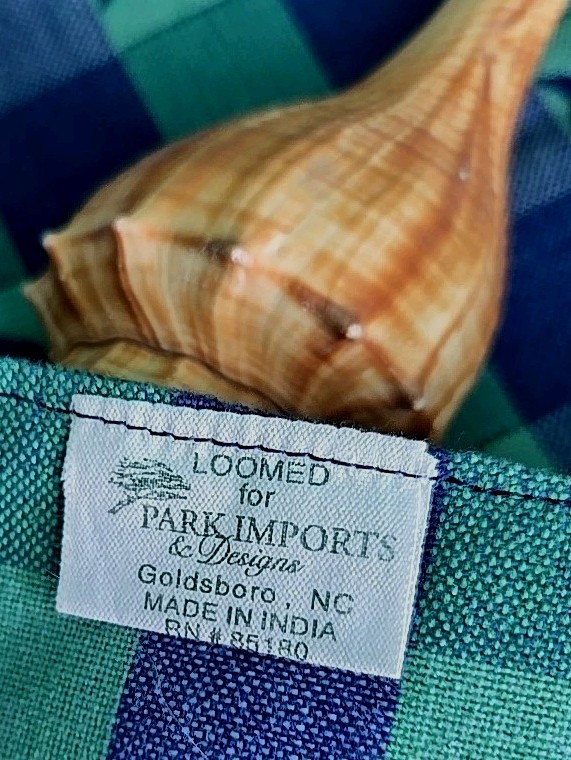 LOOMED
for
PARK IMPORTS
& Designs
Goldsboro, NC
MADE IN INDIA
RN # 85180